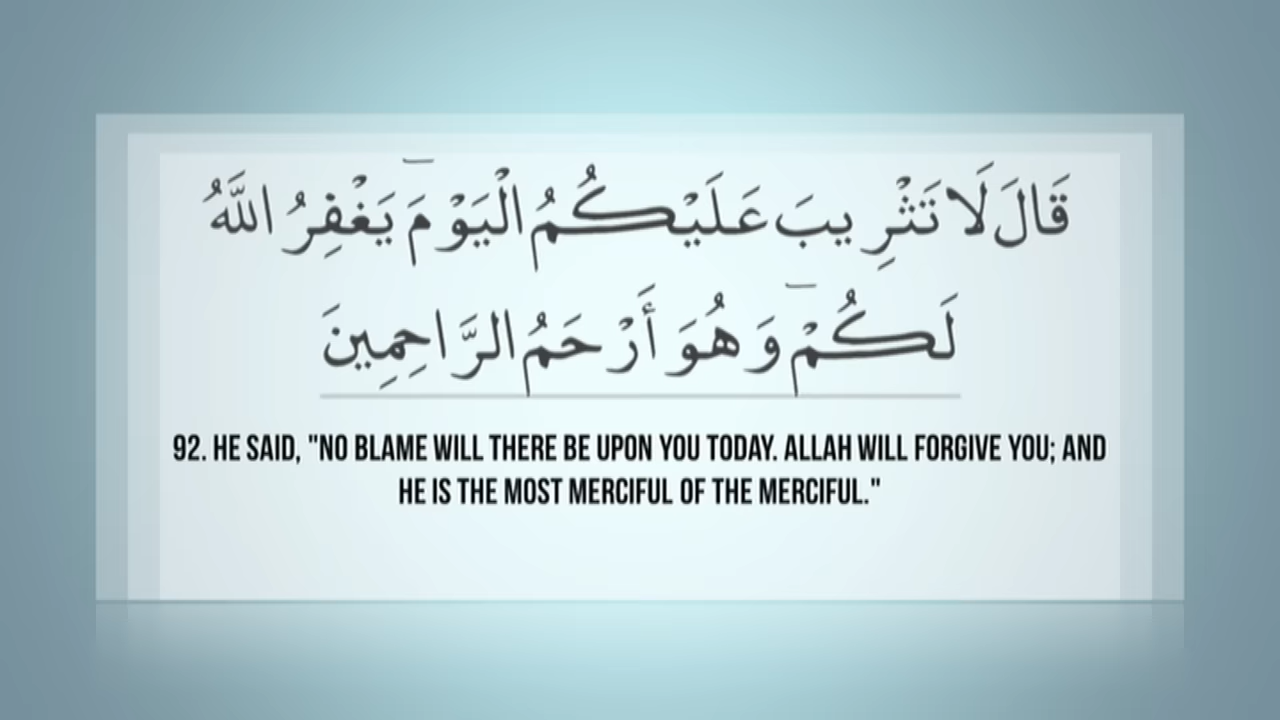 قَالَ لَا تَثْرِيبَ عَلَيْكُمُ الْيَوْمَ يَغْفِرُ اللَّهُ
لَكُمْ وَهُوَ أَرْحَمُ الرَّاحِمِينَ
92. HE SAID, "NO BLAME WILL THERE BE UPON YOU TODAY. ALLAH WILL FORGIVE YOU; AND
HE IS THE MOST MERCIFUL OF THE MERCIFUL."